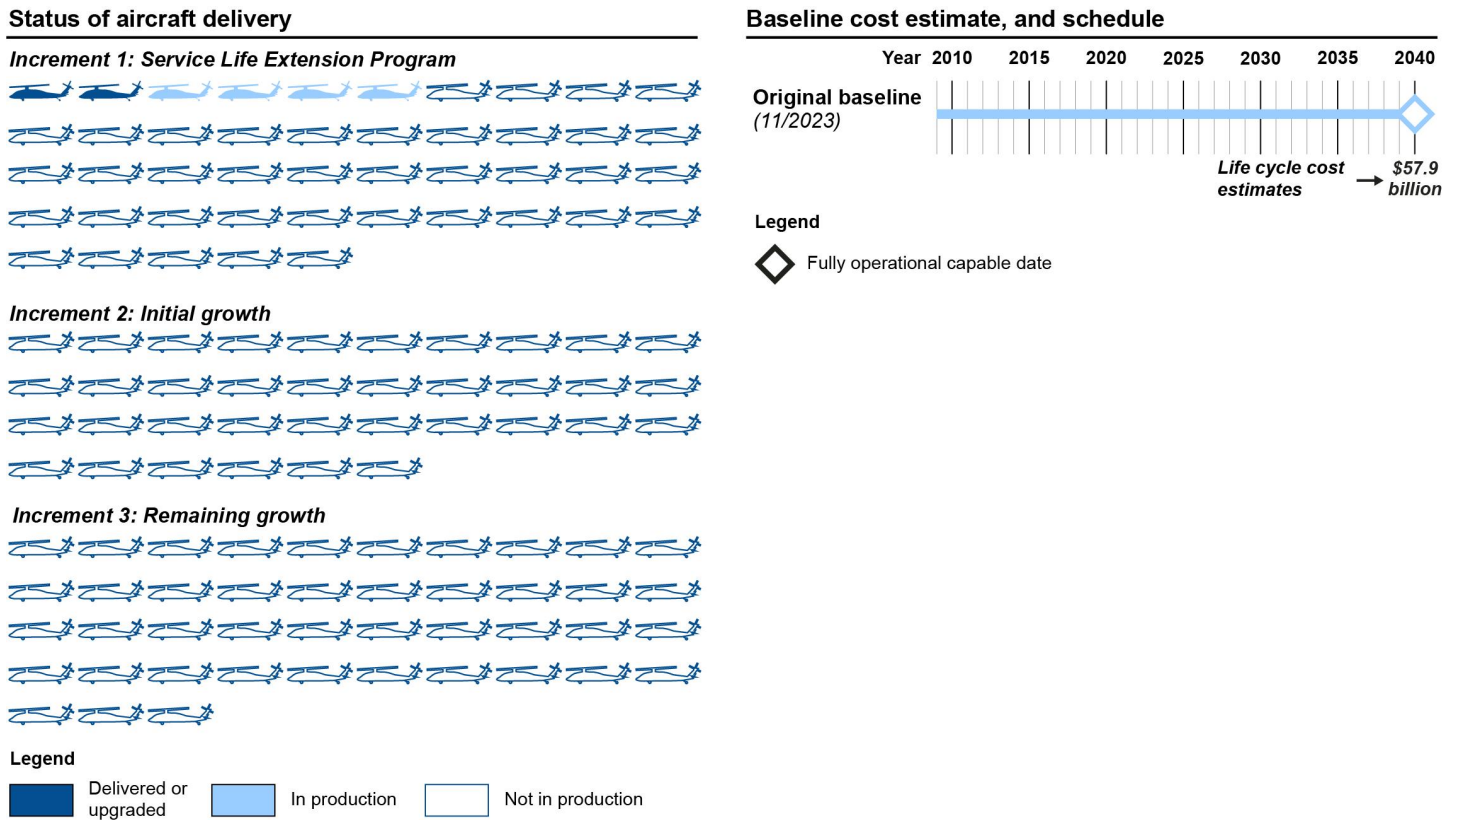 Status of aircraft delivery
Increment 1: Service Life Extension Program
Increment 2: Initial growth
Increment 3: Remaining growth
Legend
Delivered or
upgraded
In production
Not in production
Baseline cost estimate, and schedule
Year 2010 2015 2020 2025 2030 2035 2040
Original baseline
(11/2023)
Life cycle cost
estimates
$57.9
billion
Legend
Fully operational capable date